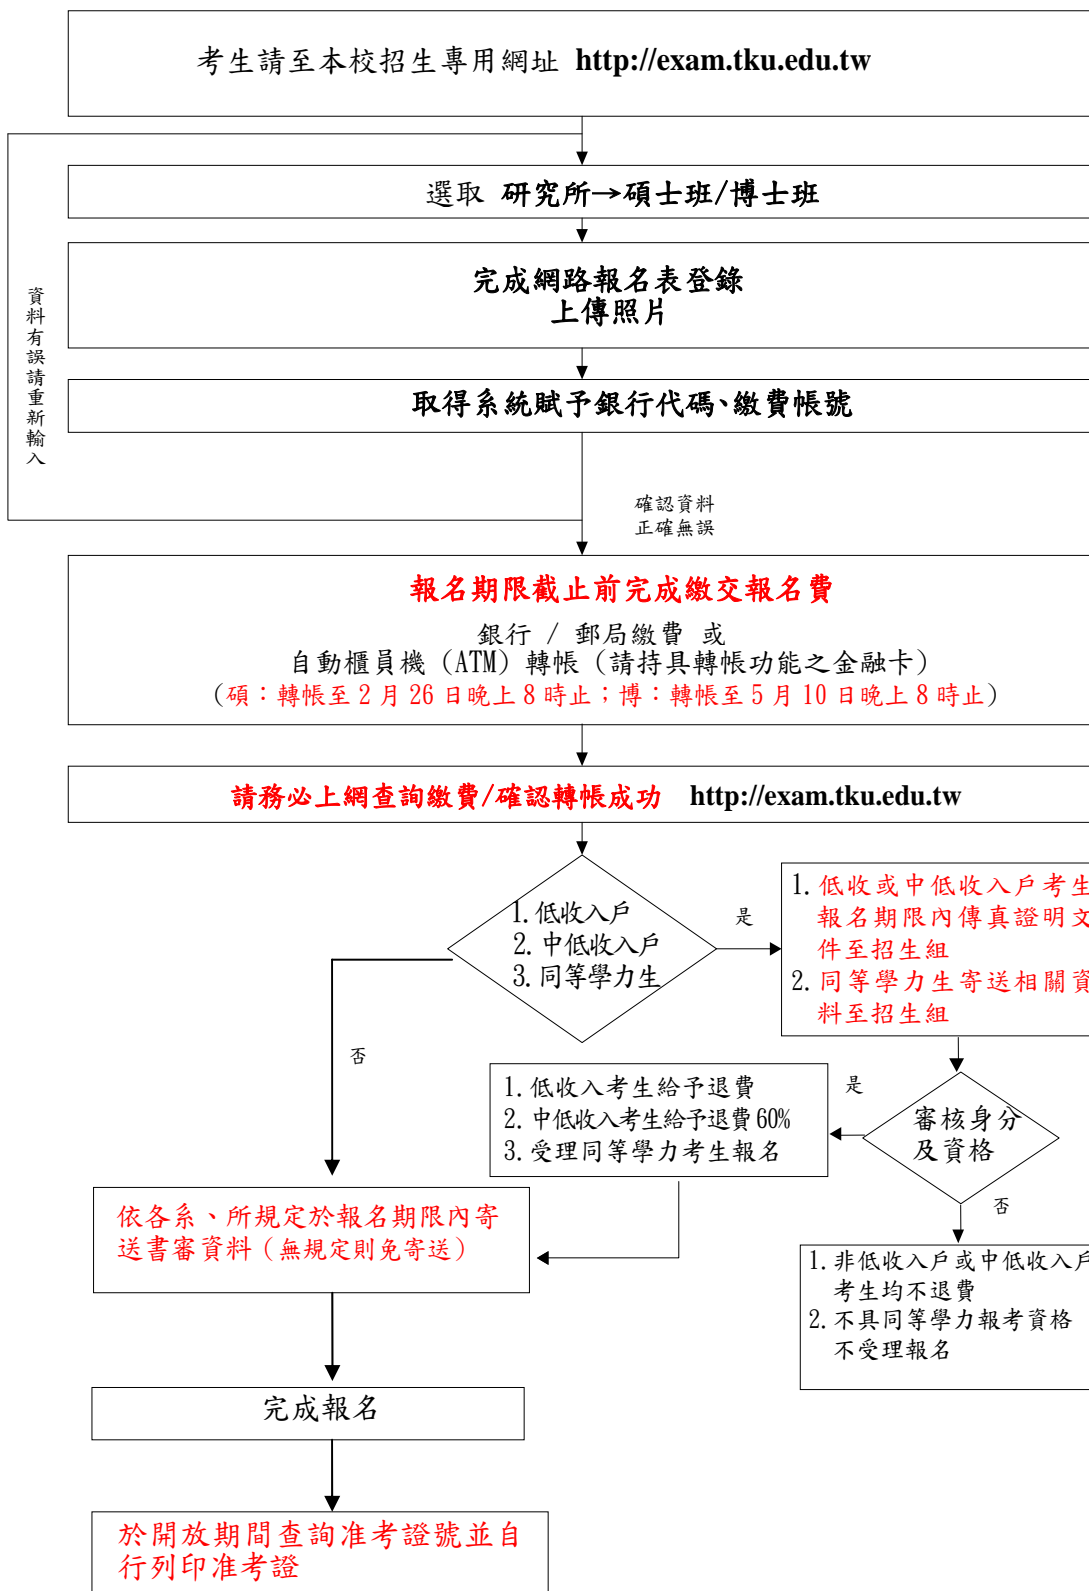 考生請至本校招生專用網址 http://exam.tku.edu.tw
選取 研究所→碩士班/博士班
完成網路報名表登錄
上傳照片
取得系統賦予銀行代碼、繳費帳號
資料有誤請重新輸入
確認資料
正確無誤
報名期限截止前完成繳交報名費
銀行 / 郵局繳費 或
自動櫃員機 (ATM) 轉帳 (請持具轉帳功能之金融卡)
(碩：轉帳至 2 月 26 日晚上 8 時止；博：轉帳至 5 月 10 日晚上 8 時止)
請務必上網查詢繳費/確認轉帳成功 http://exam.tku.edu.tw
1. 低收入戶
2. 中低收入戶
3. 同等學力生
是
1. 低收或中低收入戶考生
報名期限內傳真證明文
件至招生組
2. 同等學力生寄送相關資
料至招生組
否
1. 低收入考生給予退費
2. 中低收入考生給予退費 60%
3. 受理同等學力考生報名
是
審核身分
及資格
否
依各系、所規定於報名期限內寄
送書審資料（無規定則免寄送）
1. 非低收入戶或中低收入戶
考生均不退費
2. 不具同等學力報考資格
不受理報名
完成報名
於開放期間查詢准考證號並自
行列印准考證